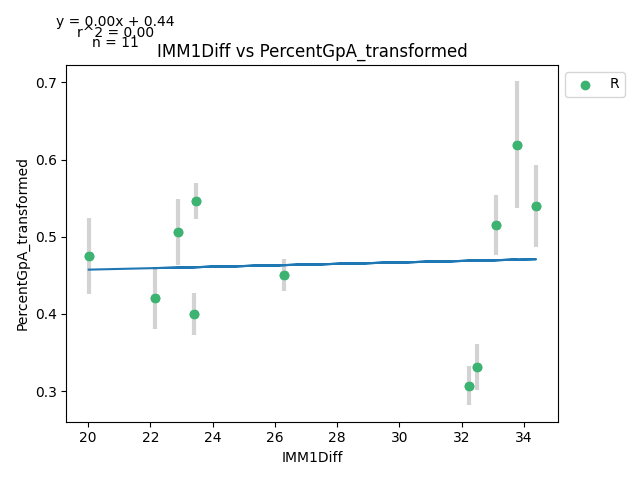 y = 0.00x + 0.44
r^2 = 0.00
n = 11
IMM1Diff vs PercentGpA_transformed
R
PercentGpA_transformed
0.7
0.6
0.5
0.4
0.3
20 22 24 26 28 30 32 34
IMM1Diff